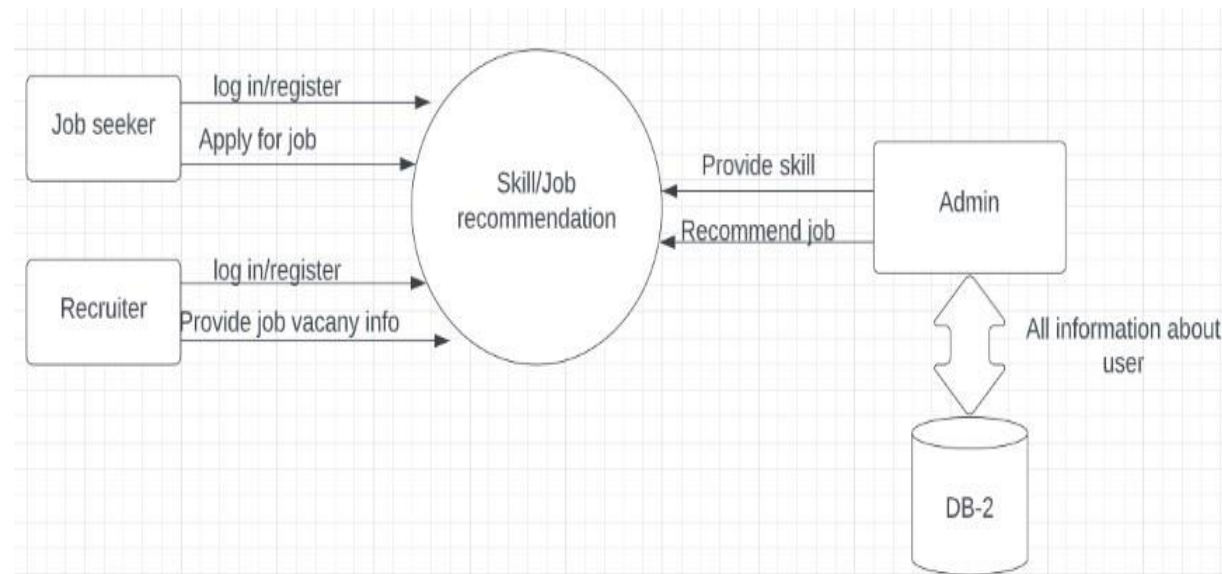 log in/register
Job seeker
Apply for job
Skill/Job
recommendation
Provide skill
Admin
Recommend job
log in/register
Recruiter
Provide job vacany info
All information about
user
DB-2